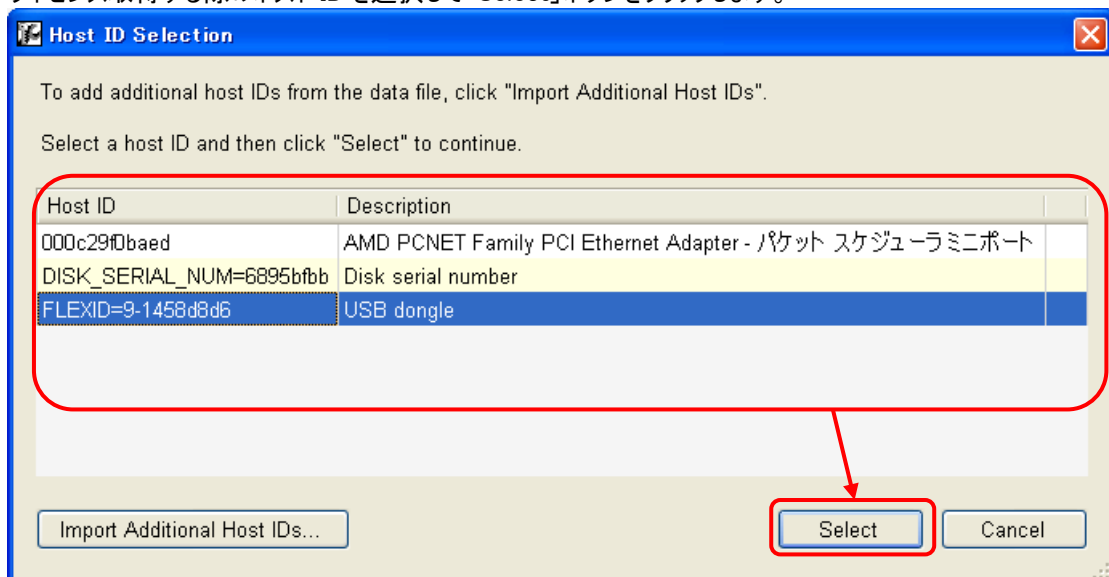 Host ID Selection
To add additional host IDs from the data file, click "Import Additional Host IDs".
Select a host ID and then click "Select" to continue.
Host ID Description
000c29f0baed AMD PCNET Family PCI Ethernet Adapter - パケット スケジューラ ミニポート
DISK_SERIAL_NUM=6895bfbb Disk serial number
FLEXID=9-1458d8d6 USB dongle
Import Additional Host IDs... Select Cancel